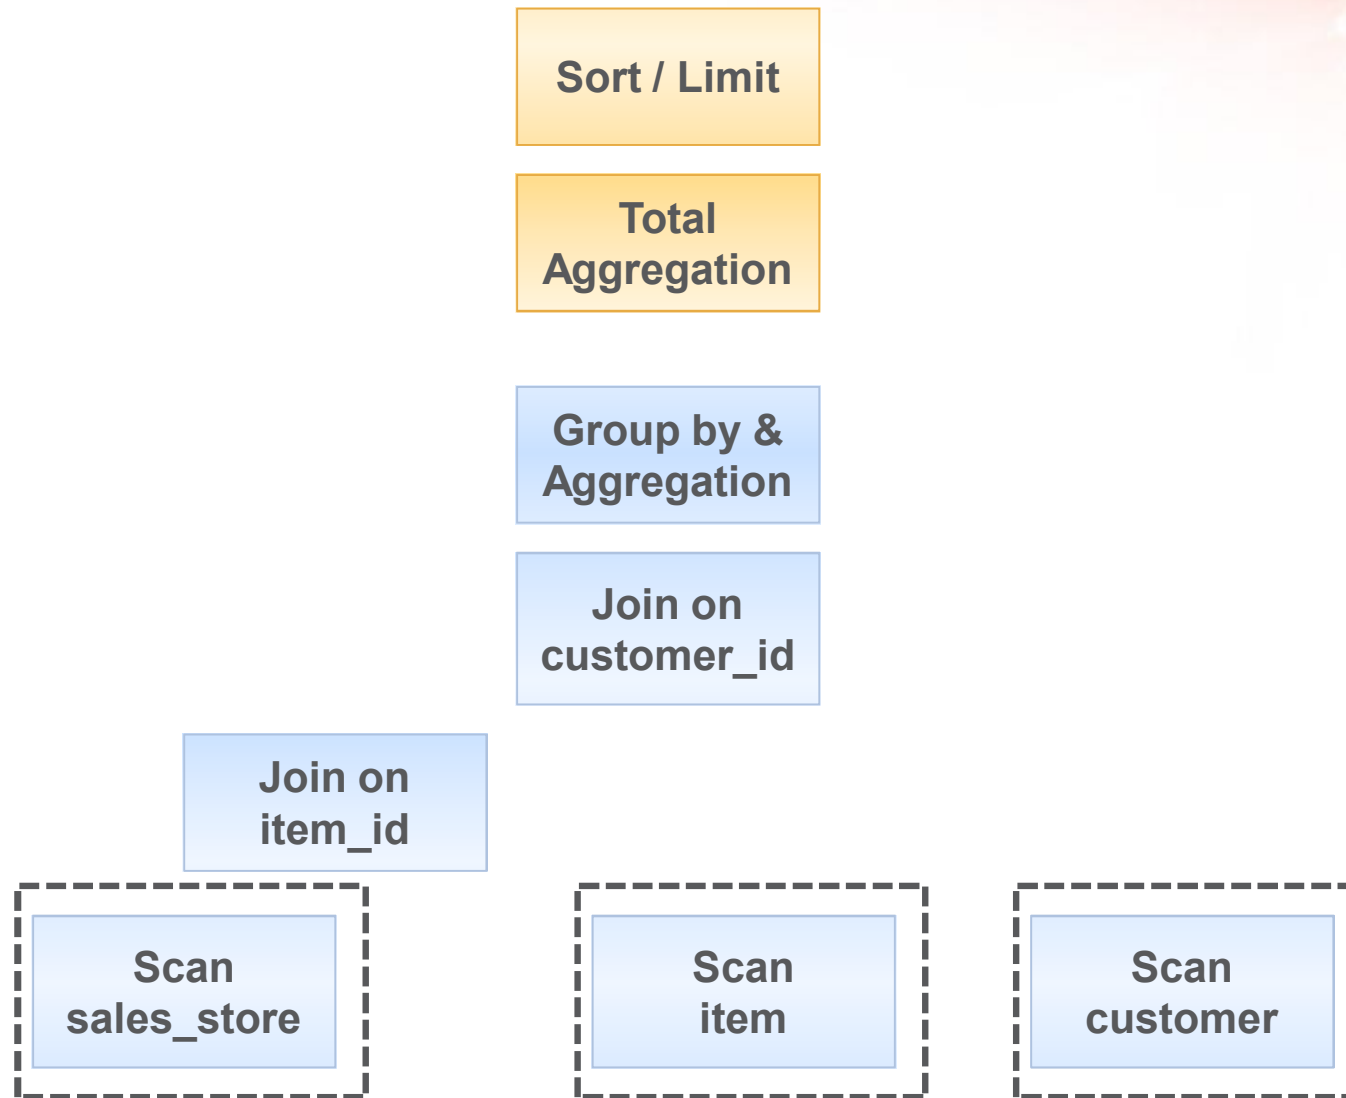 Sort / Limit
Total
Aggregation
Group by &
Aggregation
Join on
customer_id
Join on
item_id
Scan
sales_store
Scan
item
Scan
customer